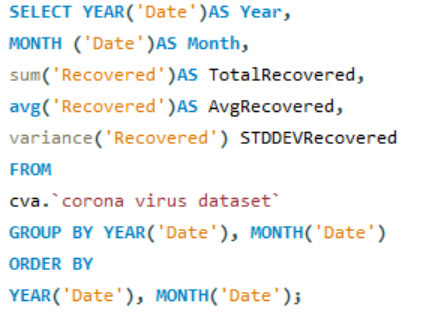 SELECT YEAR('Date')AS Year,
MONTH ('Date')AS Month,
sum('Recovered')AS TotalRecovered,
avg('Recovered')AS AvgRecovered,
variance('Recovered') STDDEVRecovered
FROM
cva.`corona virus dataset`
GROUP BY YEAR('Date'), MONTH('Date')
ORDER BY
YEAR('Date'), MONTH('Date');